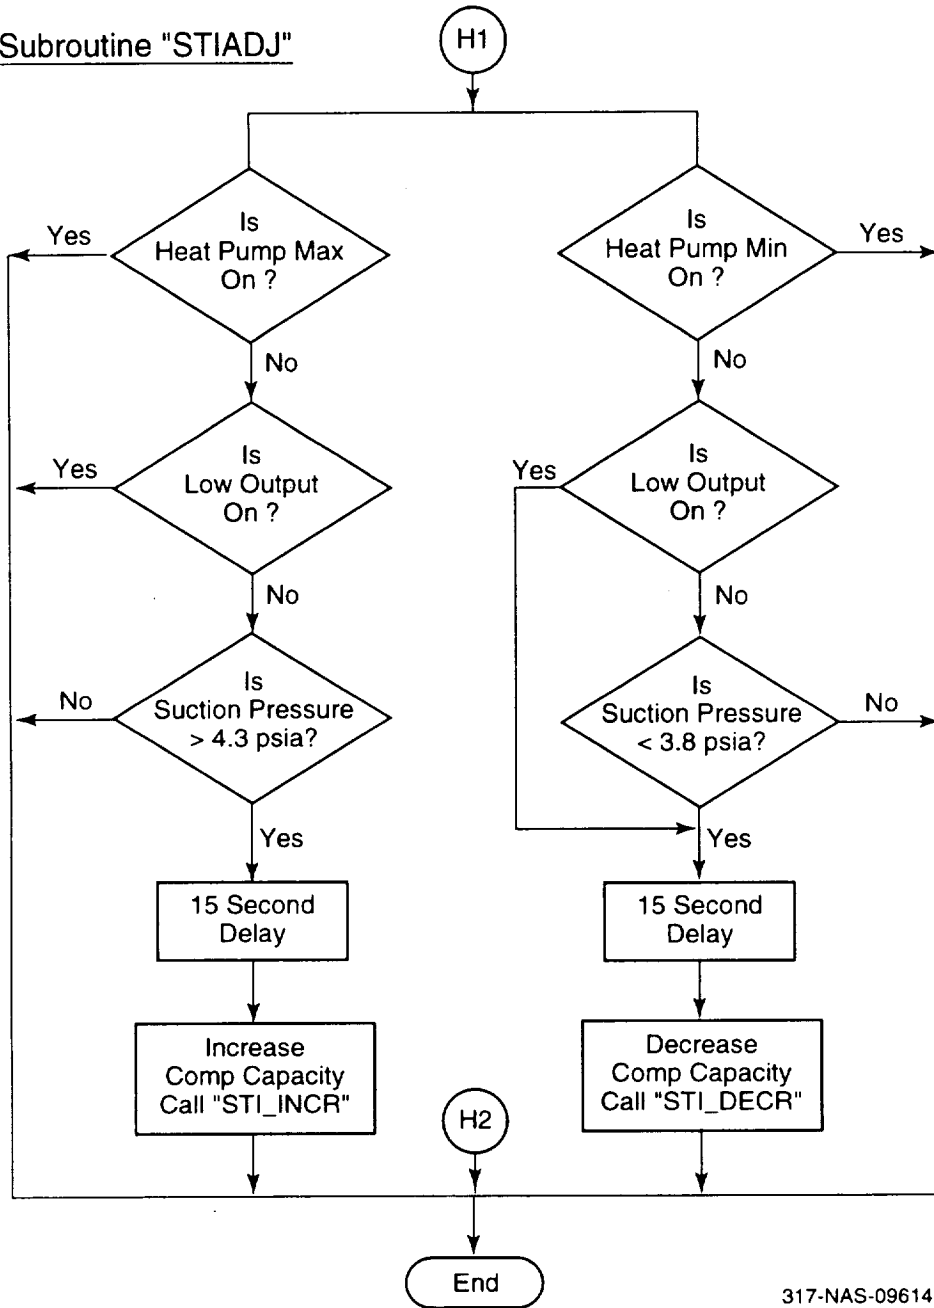 Subroutine "STIADJ"
H1
Is
Heat Pump Max
On ?
Yes
No
Is
Low Output
On ?
Yes
No
Is
Suction Pressure
> 4.3 psia?
No
Yes
15 Second
Delay
Increase
Comp Capacity
Call "STI_INCR"
Is
Heat Pump Min
On ?
Yes
No
Is
Low Output
On ?
Yes
No
Is
Suction Pressure
< 3.8 psia?
No
Yes
15 Second
Delay
Decrease
Comp Capacity
Call "STI_DECR"
H2
End
317-NAS-09614